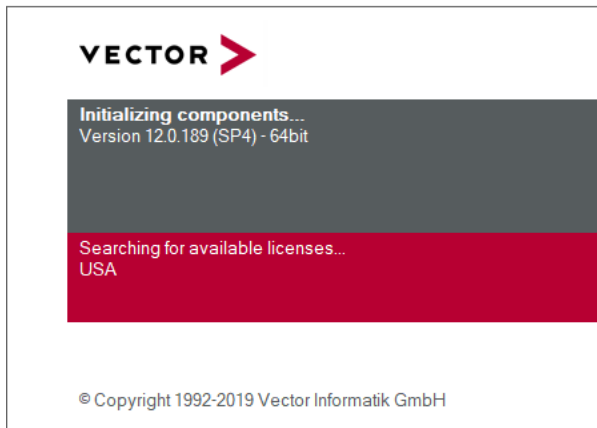 VECTOR
Initializing components...
Version 12.0.189 (SP4) - 64bit
Searching for available licenses...
USA
© Copyright 1992-2019 Vector Informatik GmbH